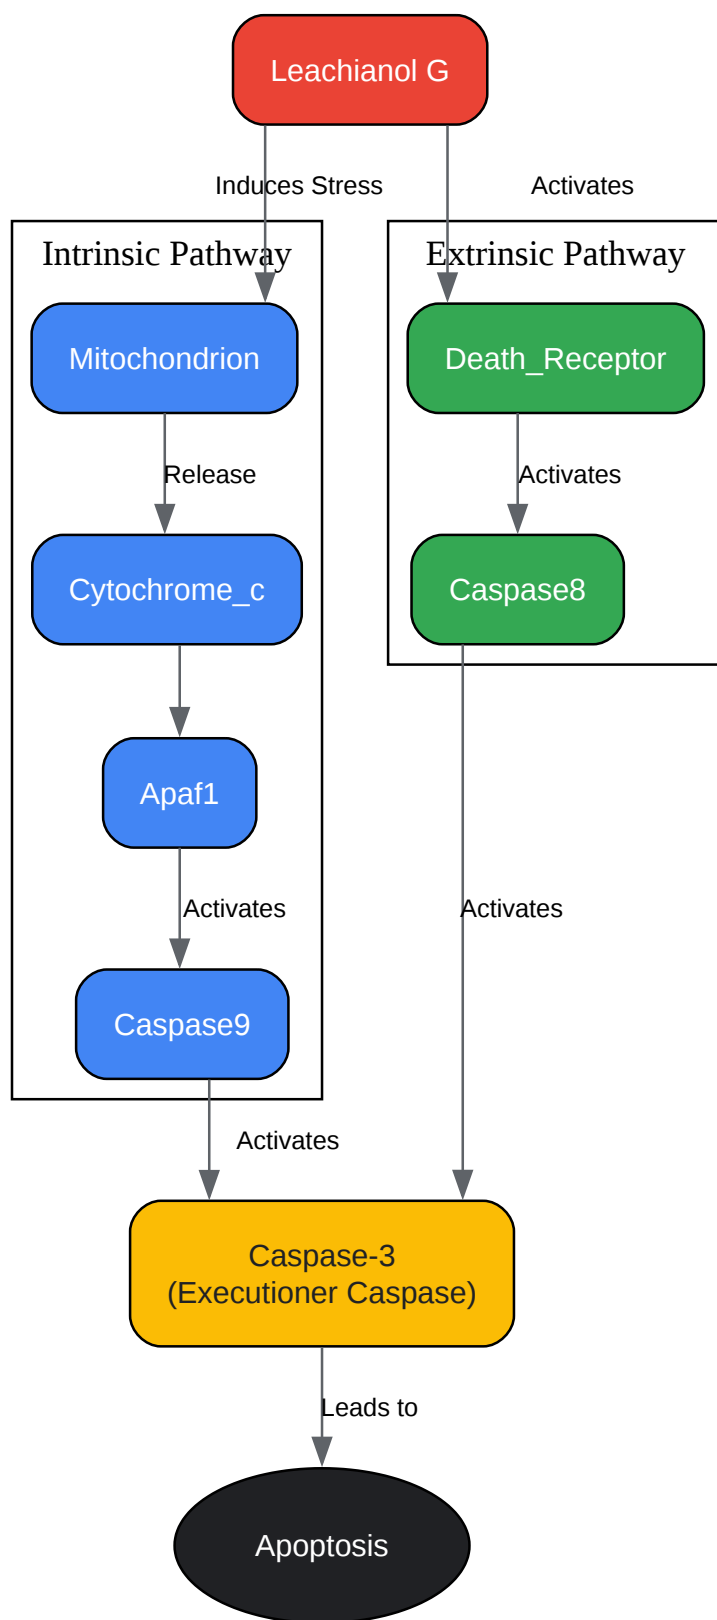 Leachianol G
Induces Stress
Activates
Intrinsic Pathway
Extrinsic Pathway
Mitochondrion
Death_Receptor
Release
Activates
Cytochrome_c
Caspase8
Apaf1
Activates
Activates
Caspase9
Activates
Caspase-3
(Executioner Caspase)
Leads to
Apoptosis